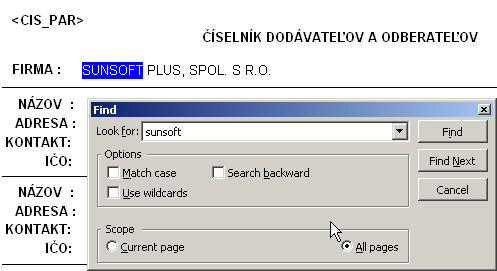 <CIS_PAR>
ČÍSELNÍK DODÁVATEĽOV A ODBERATEĽOV
FIRMA : SUNSOFT PLUS, SPOL. S R.O.
NÁZOV :
ADRESA :
KONTAKT:
IČO:
NÁZOV :
ADRESA :
KONTAKT:
IČO:
Find
Look for: sunsoft
Find
Options
Match case
Search backward
Find Next
Use wildcards
Cancel
Scope
Current page
All pages